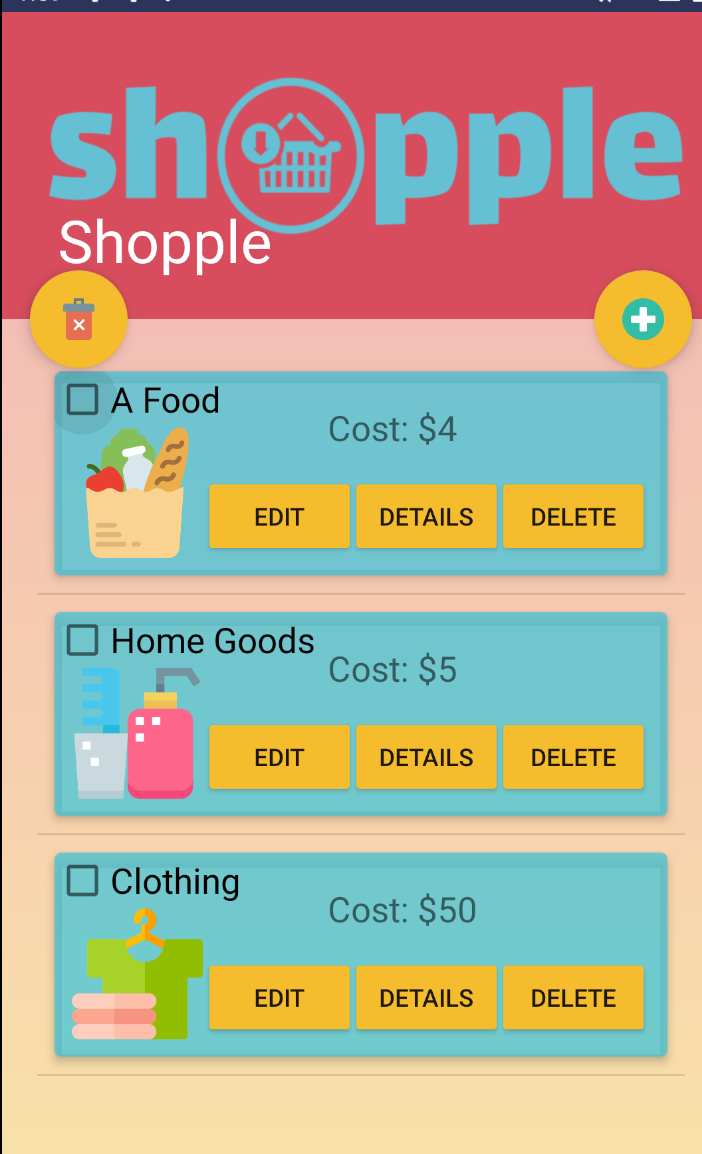 shopple
Shopple
A Food
Cost: $4
EDIT DETAILS DELETE
Home Goods
Cost: $5
EDIT DETAILS DELETE
Clothing
Cost: $50
EDIT DETAILS DELETE